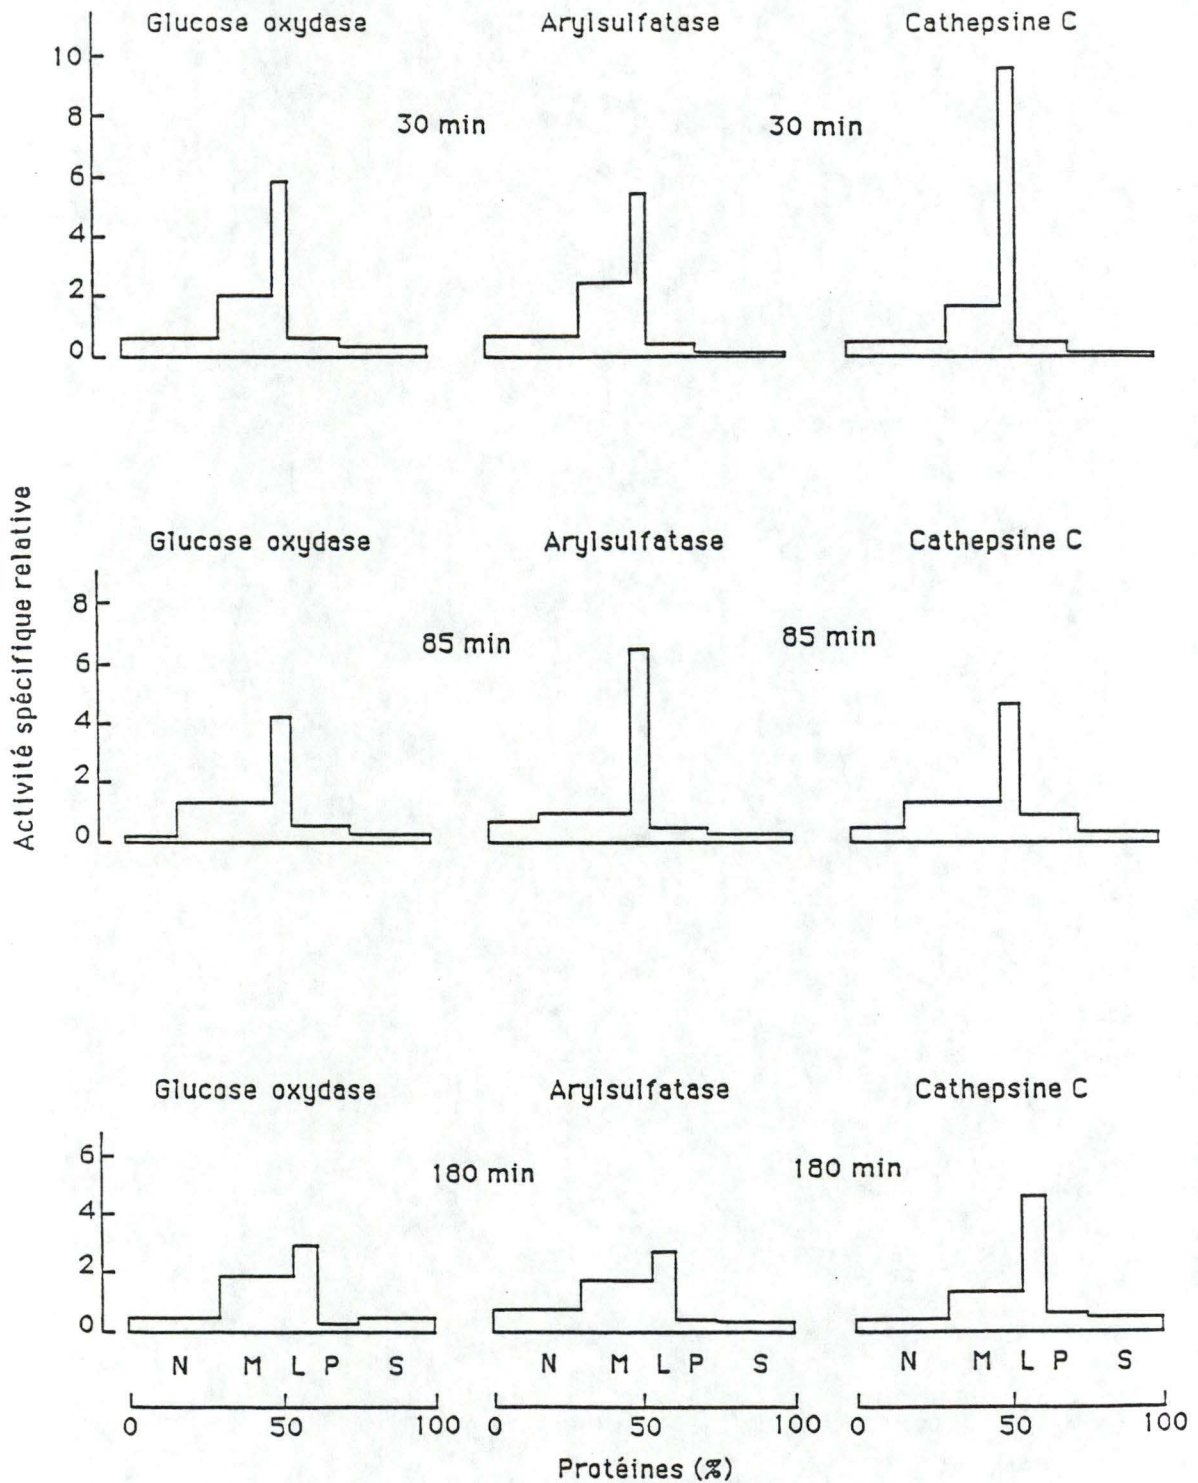 Glucose oxydase Arylsulfatase Cathepsine C
10
30 min 30 min
8
6
4
2
0
Activité spécifique relative
Glucose oxydase Arylsulfatase Cathepsine C
8
85 min 85 min
6
4
2
0
Glucose oxydase Arylsulfatase Cathepsine C
6
180 min 180 min
4
2
0
N M L P S N M L P S N M L P S
0 50 100 0 50 100 0 50 100
Protéines (%)